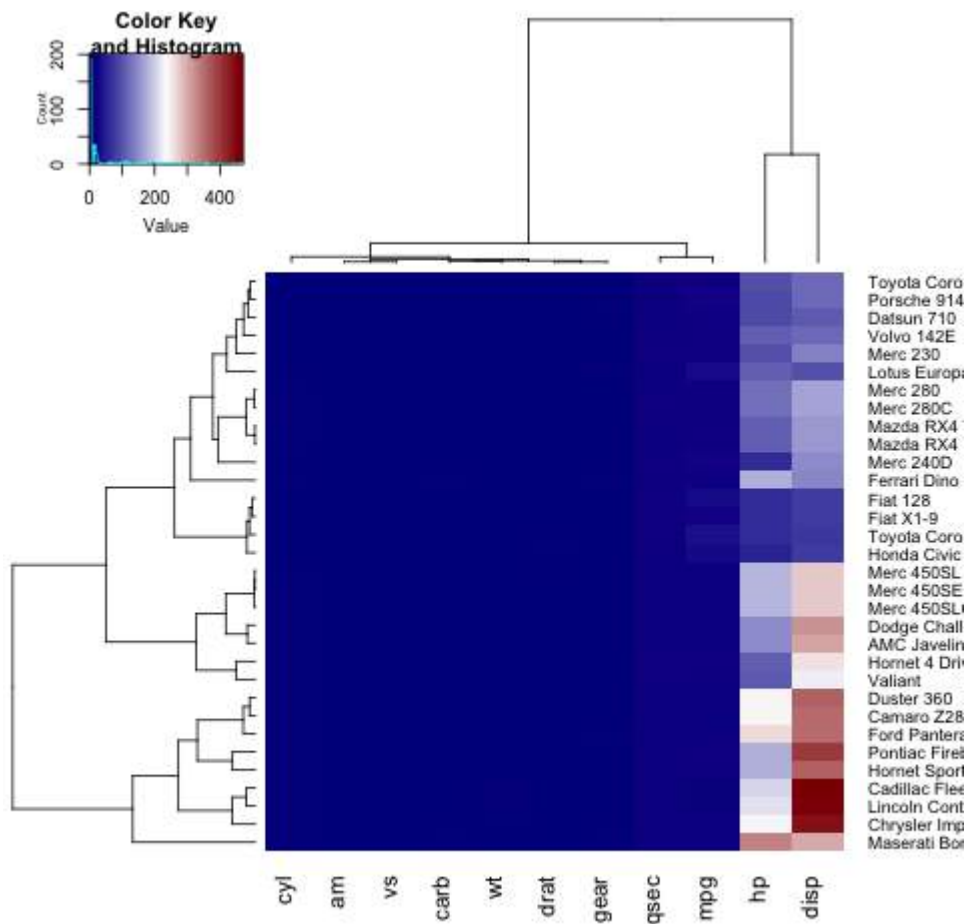 Color Key
and Histogram
Count
0 100 200
0 200 400
Value
Toyota Coro
Porsche 914
Datsun 710
Volvo 142E
Merc 230
Lotus Europa
Merc 280
Merc 280C
Mazda RX4
Mazda RX4
Merc 240D
Ferrari Dino
Fiat 128
Fiat X1-9
Toyota Coro
Honda Civic
Merc 450SL
Merc 450SE
Merc 450SL
Dodge Chall
AMC Javelin
Hornet 4 Driv
Valiant
Duster 360
Camaro Z28
Ford Pantera
Pontiac Fireb
Hornet Sport
Cadillac Flee
Lincoln Cont
Chrysler Imp
Maserati Bor
cyl am vs carb wt drat gear qsec mpg hp disp